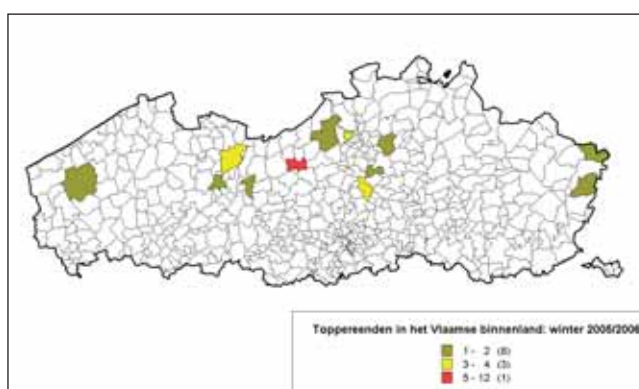 Toppereenden in het Vlaamse binnenland: winter 2005/2006
1 - 2 (8)
3 - 4 (3)
5 - 12 (1)